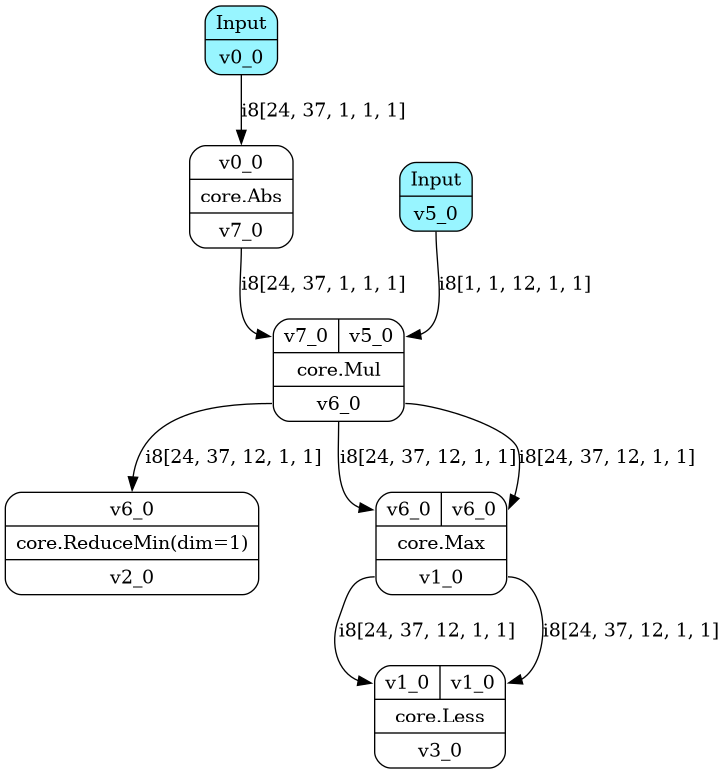 Input
v0_0
i8[24, 37, 1, 1, 1]
v0_0
core.Abs
v7_0
Input
v5_0
i8[24, 37, 1, 1, 1]
i8[1, 1, 12, 1, 1]
v7_0 v5_0
core.Mul
v6_0
i8[24, 37, 12, 1, 1]
i8[24, 37, 12, 1, 1]
i8[24, 37, 12, 1, 1]
v6_0
core.ReduceMin(dim=1)
v2_0
v6_0 v6_0
core.Max
v1_0
i8[24, 37, 12, 1, 1]
i8[24, 37, 12, 1, 1]
v1_0 v1_0
core.Less
v3_0